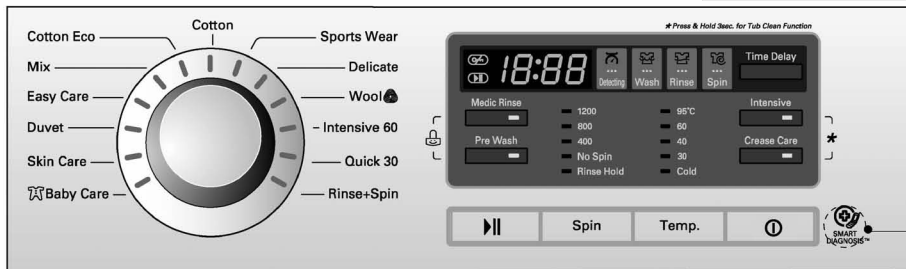 *Press & Hold 3sec. for Tub Clean Function
Cotton
Cotton Eco
Sports Wear
Mix
Delicate
Easy Care
Wool
Duvet
Intensive 60
Skin Care
Quick 30
Baby Care
Rinse+Spin
18:88
Detecting
Wash
Rinse
Spin
Time Delay
Medic Rinse
Intensive
Pre Wash
Crease Care
*
1200
800
400
No Spin
Rinse Hold
95°C
60
40
30
Cold
Spin
Temp.
SMART
DIAGNOSIS™